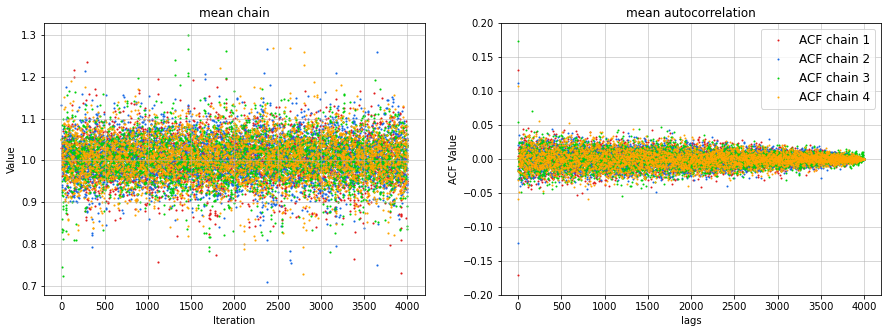 mean chain
1.3
1.2
1.1
1.0
0.9
0.8
0.7
Value
0 500 1000 1500 2000 2500 3000 3500 4000
Iteration
mean autocorrelation
0.20
0.15
0.10
0.05
0.00
−0.05
−0.10
−0.15
−0.20
ACF Value
ACF chain 1
ACF chain 2
ACF chain 3
ACF chain 4
0 500 1000 1500 2000 2500 3000 3500 4000
lags